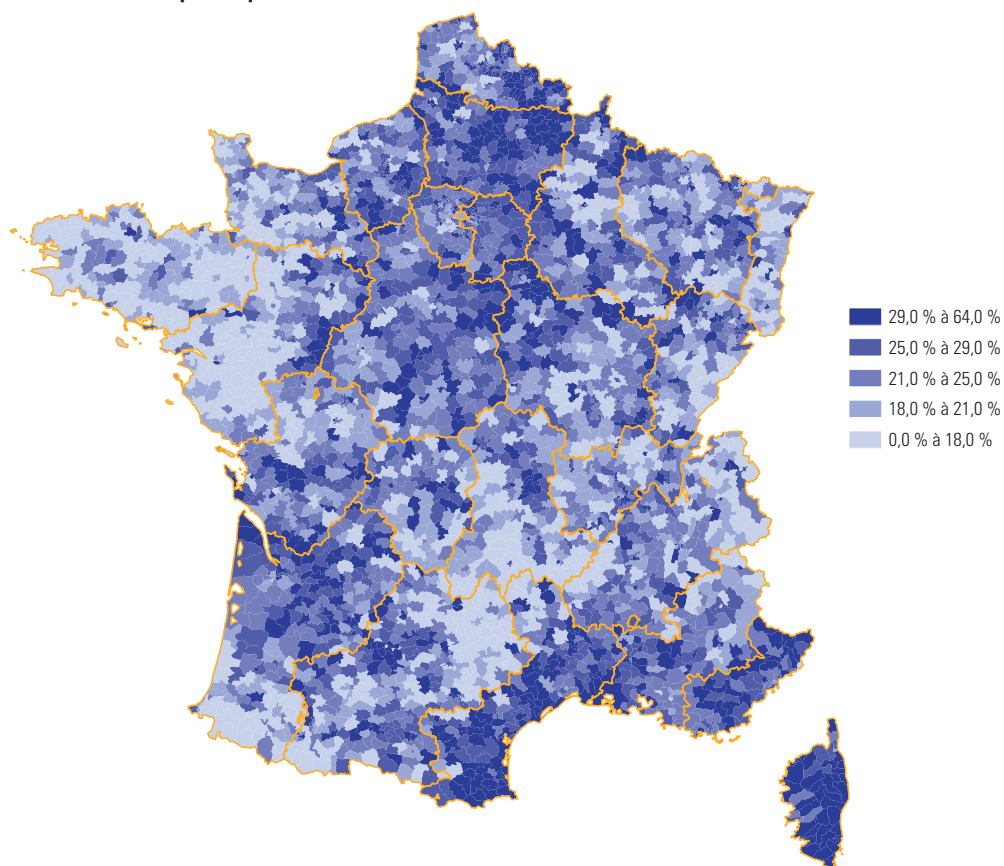 29,0 % à 64,0 %
25,0 % à 29,0 %
21,0 % à 25,0 %
18,0 % à 21,0 %
0,0 % à 18,0 %